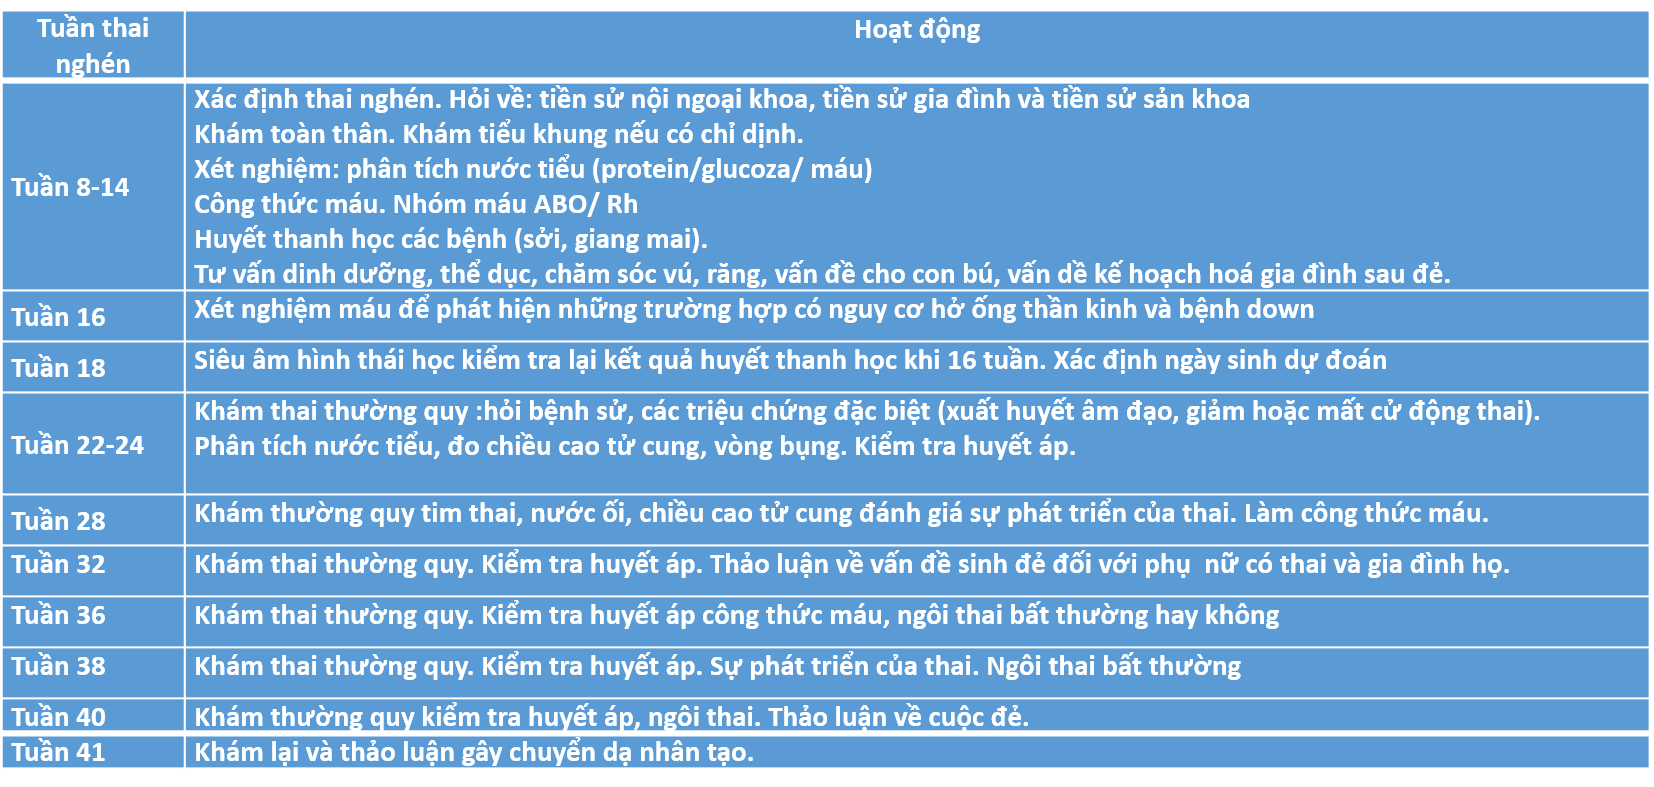 Tuần thai
nghén
Hoạt động
Tuần 8-14
Xác định thai nghén. Hỏi về: tiền sử nội ngoại khoa, tiền sử gia đình và tiền sử sản khoa
Khám toàn thân. Khám tiểu khung nếu có chỉ dịnh.
Xét nghiệm: phân tích nước tiểu (protein/glucoza/ máu)
Công thức máu. Nhóm máu ABO/ Rh
Huyết thanh học các bệnh (sởi, giang mai).
Tư vấn dinh dưỡng, thể dục, chăm sóc vú, răng, vấn đề cho con bú, vấn dề kế hoạch hoá gia đình sau đẻ.
Tuần 16
Xét nghiệm máu để phát hiện những trường hợp có nguy cơ hở ống thần kinh và bệnh down
Tuần 18
Siêu âm hình thái học kiểm tra lại kết quả huyết thanh học khi 16 tuần. Xác định ngày sinh dự đoán
Tuần 22-24
Khám thai thường quy :hỏi bệnh sử, các triệu chứng đặc biệt (xuất huyết âm đạo, giảm hoặc mất cử động thai).
Phân tích nước tiểu, đo chiều cao tử cung, vòng bụng. Kiểm tra huyết áp.
Tuần 28
Khám thường quy tim thai, nước ối, chiều cao tử cung đánh giá sự phát triển của thai. Làm công thức máu.
Tuần 32
Khám thai thường quy. Kiểm tra huyết áp. Thảo luận về vấn đề sinh đẻ đối với phụ  nữ có thai và gia đình họ.
Tuần 36
Khám thai thường quy. Kiểm tra huyết áp công thức máu, ngôi thai bất thường hay không
Tuần 38
Khám thai thường quy. Kiểm tra huyết áp. Sự phát triển của thai. Ngôi thai bất thường
Tuần 40
Khám thường quy kiểm tra huyết áp, ngôi thai. Thảo luận về cuộc đẻ.
Tuần 41
Khám lại và thảo luận gây chuyển dạ nhân tạo.